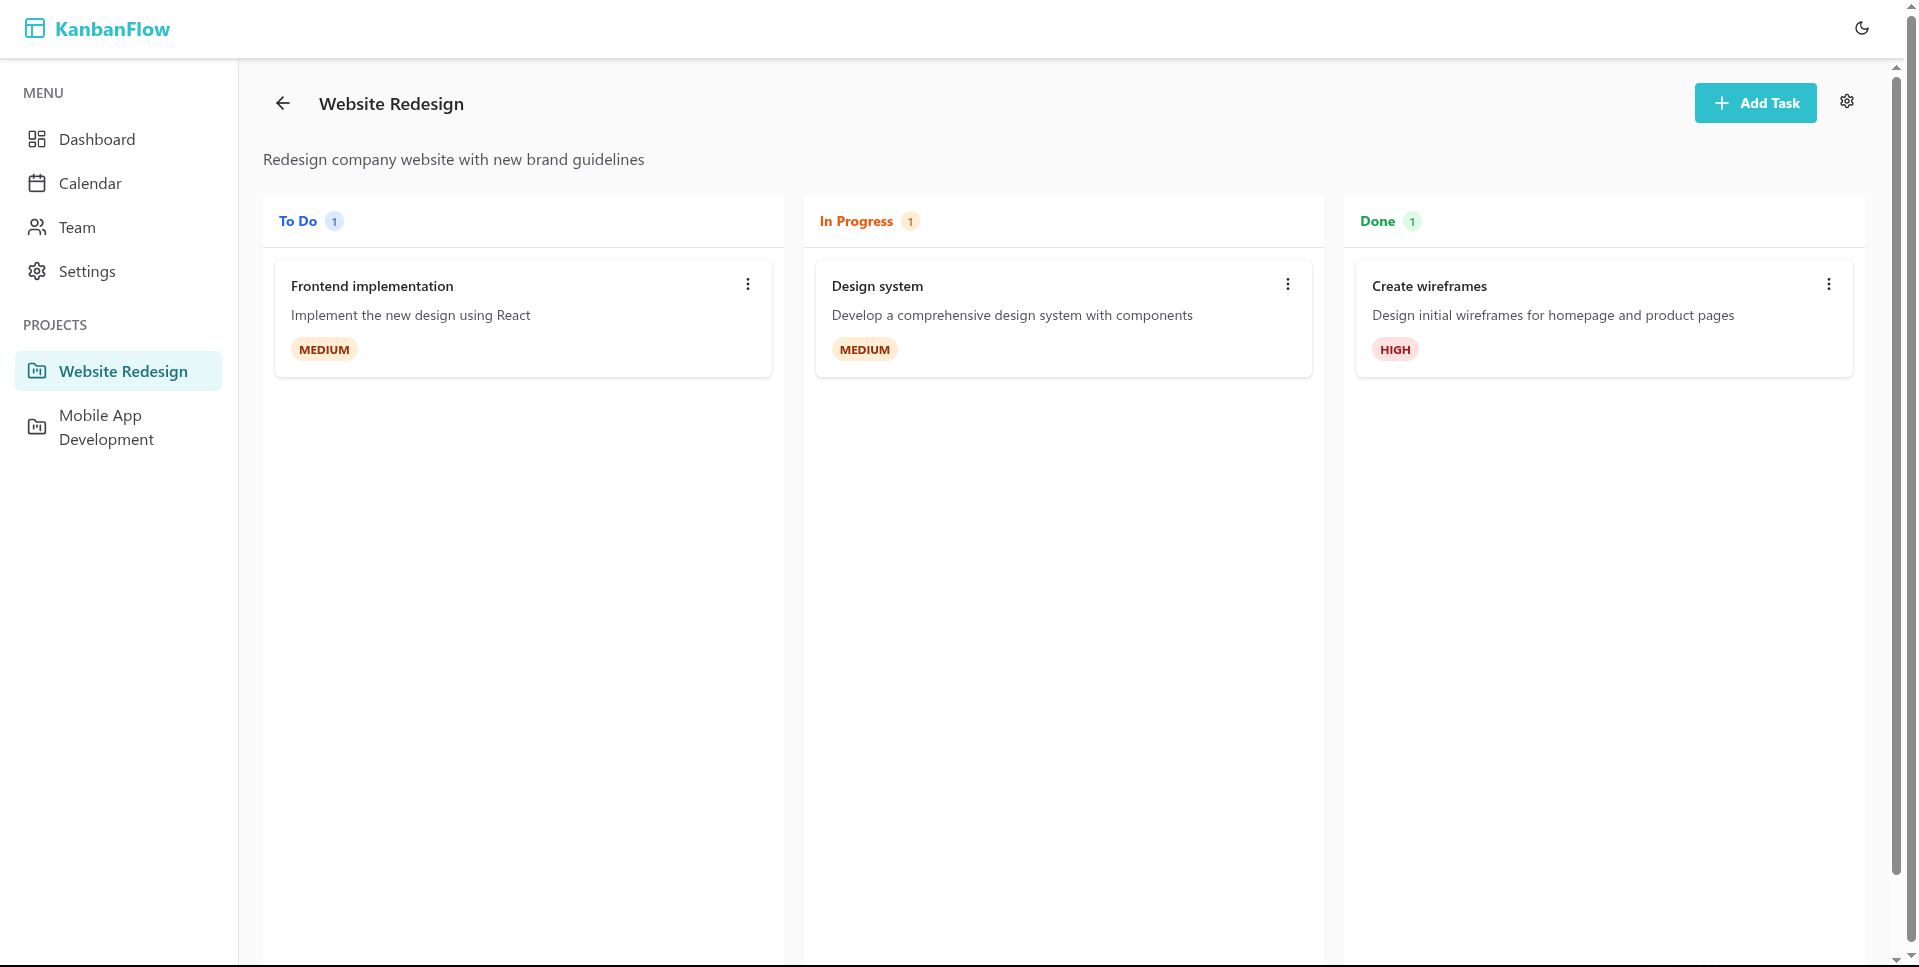 KanbanFlow
MENU
Dashboard
Calendar
Team
Settings
PROJECTS
Website Redesign
Mobile App
Development
Website Redesign
Add Task
Redesign company website with new brand guidelines
To Do 1
Frontend implementation
Implement the new design using React
MEDIUM
In Progress 1
Design system
Develop a comprehensive design system with components
MEDIUM
Done 1
Create wireframes
Design initial wireframes for homepage and product pages
HIGH